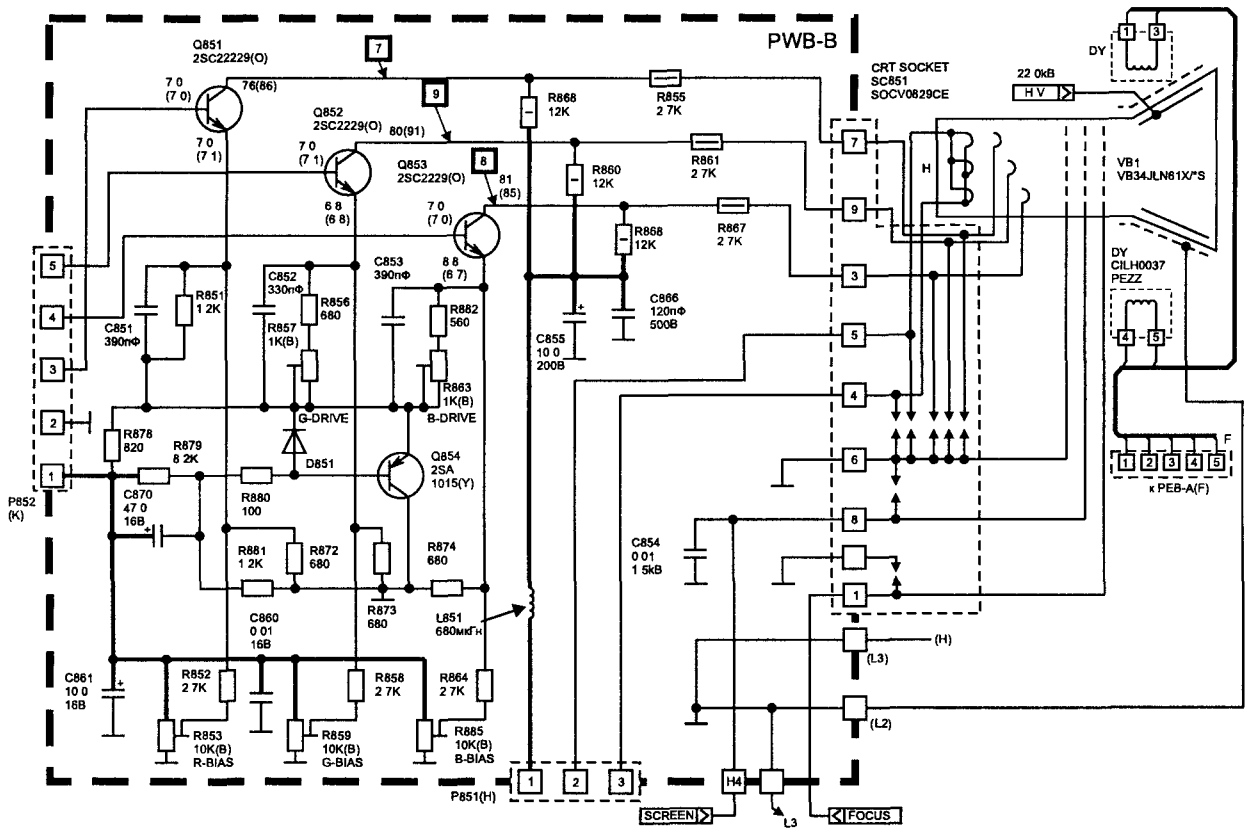 PWB-B
Q851
2SC22229(O)
7
76(86)
7 0
(7 0)
7 0
(7 1)
Q852
2SC2229(O)
9
80(91)
7 0
(7 1)
6 8
(6 8)
Q853
2SC2229(O)
8
81
(85)
7 0
(7 0)
8 8
(6 7)
R868
12K
R855
2 7K
R860
12K
R861
2 7K
R868
12K
R867
2 7K
CRT SOCKET
SC851
SOCV0829CE
22 0kB
H V
DY
1
3
VB1
VB34JLN61X/*S
H
7
9
3
5
4
6
8
1
DY
CILH0037
PEZZ
4
5
F
1
2
3
4
5
к PEB-A(F)
5
4
3
2
1
P852
(K)
C851
390пФ
R851
1 2K
C852
330пФ
R856
680
R857
1K(B)
C853
390пФ
R882
560
R863
1K(B)
G-DRIVE
B-DRIVE
C855
10 0
200B
C866
120пФ
500B
R878
820
R879
8 2K
D851
Q854
2SA
1015(Y)
C870
47 0
16B
R880
100
R881
1 2K
R872
680
R874
680
R873
680
C860
0 01
16B
L851
680мкГн
C854
0 01
1 5kB
(H)
(L3)
(L2)
C861
10 0
16B
R852
2 7K
R858
2 7K
R864
2 7K
R853
10K(B)
R-BIAS
R859
10K(B)
G-BIAS
R885
10K(B)
B-BIAS
P851(H)
1
2
3
H4
SCREEN
L3
FOCUS